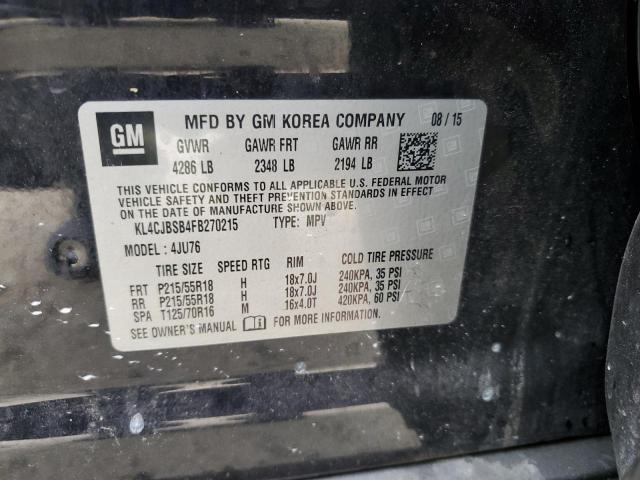 GM
MFD BY GM KOREA COMPANY 08 / 15
GVWR GAWR FRT GAWR RR
4286 LB 2348 LB 2194 LB
THIS VEHICLE CONFORMS TO ALL APPLICABLE U.S. FEDERAL MOTOR
VEHICLE SAFETY AND THEFT PREVENTION STANDARDS IN EFFECT ON
THE DATE OF MANUFACTURE SHOWN ABOVE.
KL4CJBSB4FB270215 TYPE: MPV
MODEL: 4JU76
TIRE SIZE SPEED RTG RIM COLD TIRE PRESSURE
FRT P215/55R18 H 18x7.0J 240KPA, 35 PSI
RR P215/55R18 H 18x7.0J 240KPA, 35 PSI
SPA T125/70R16 M 16x4.0T 420KPA, 60 PSI
SEE OWNER'S MANUAL i FOR MORE INFORMATION.